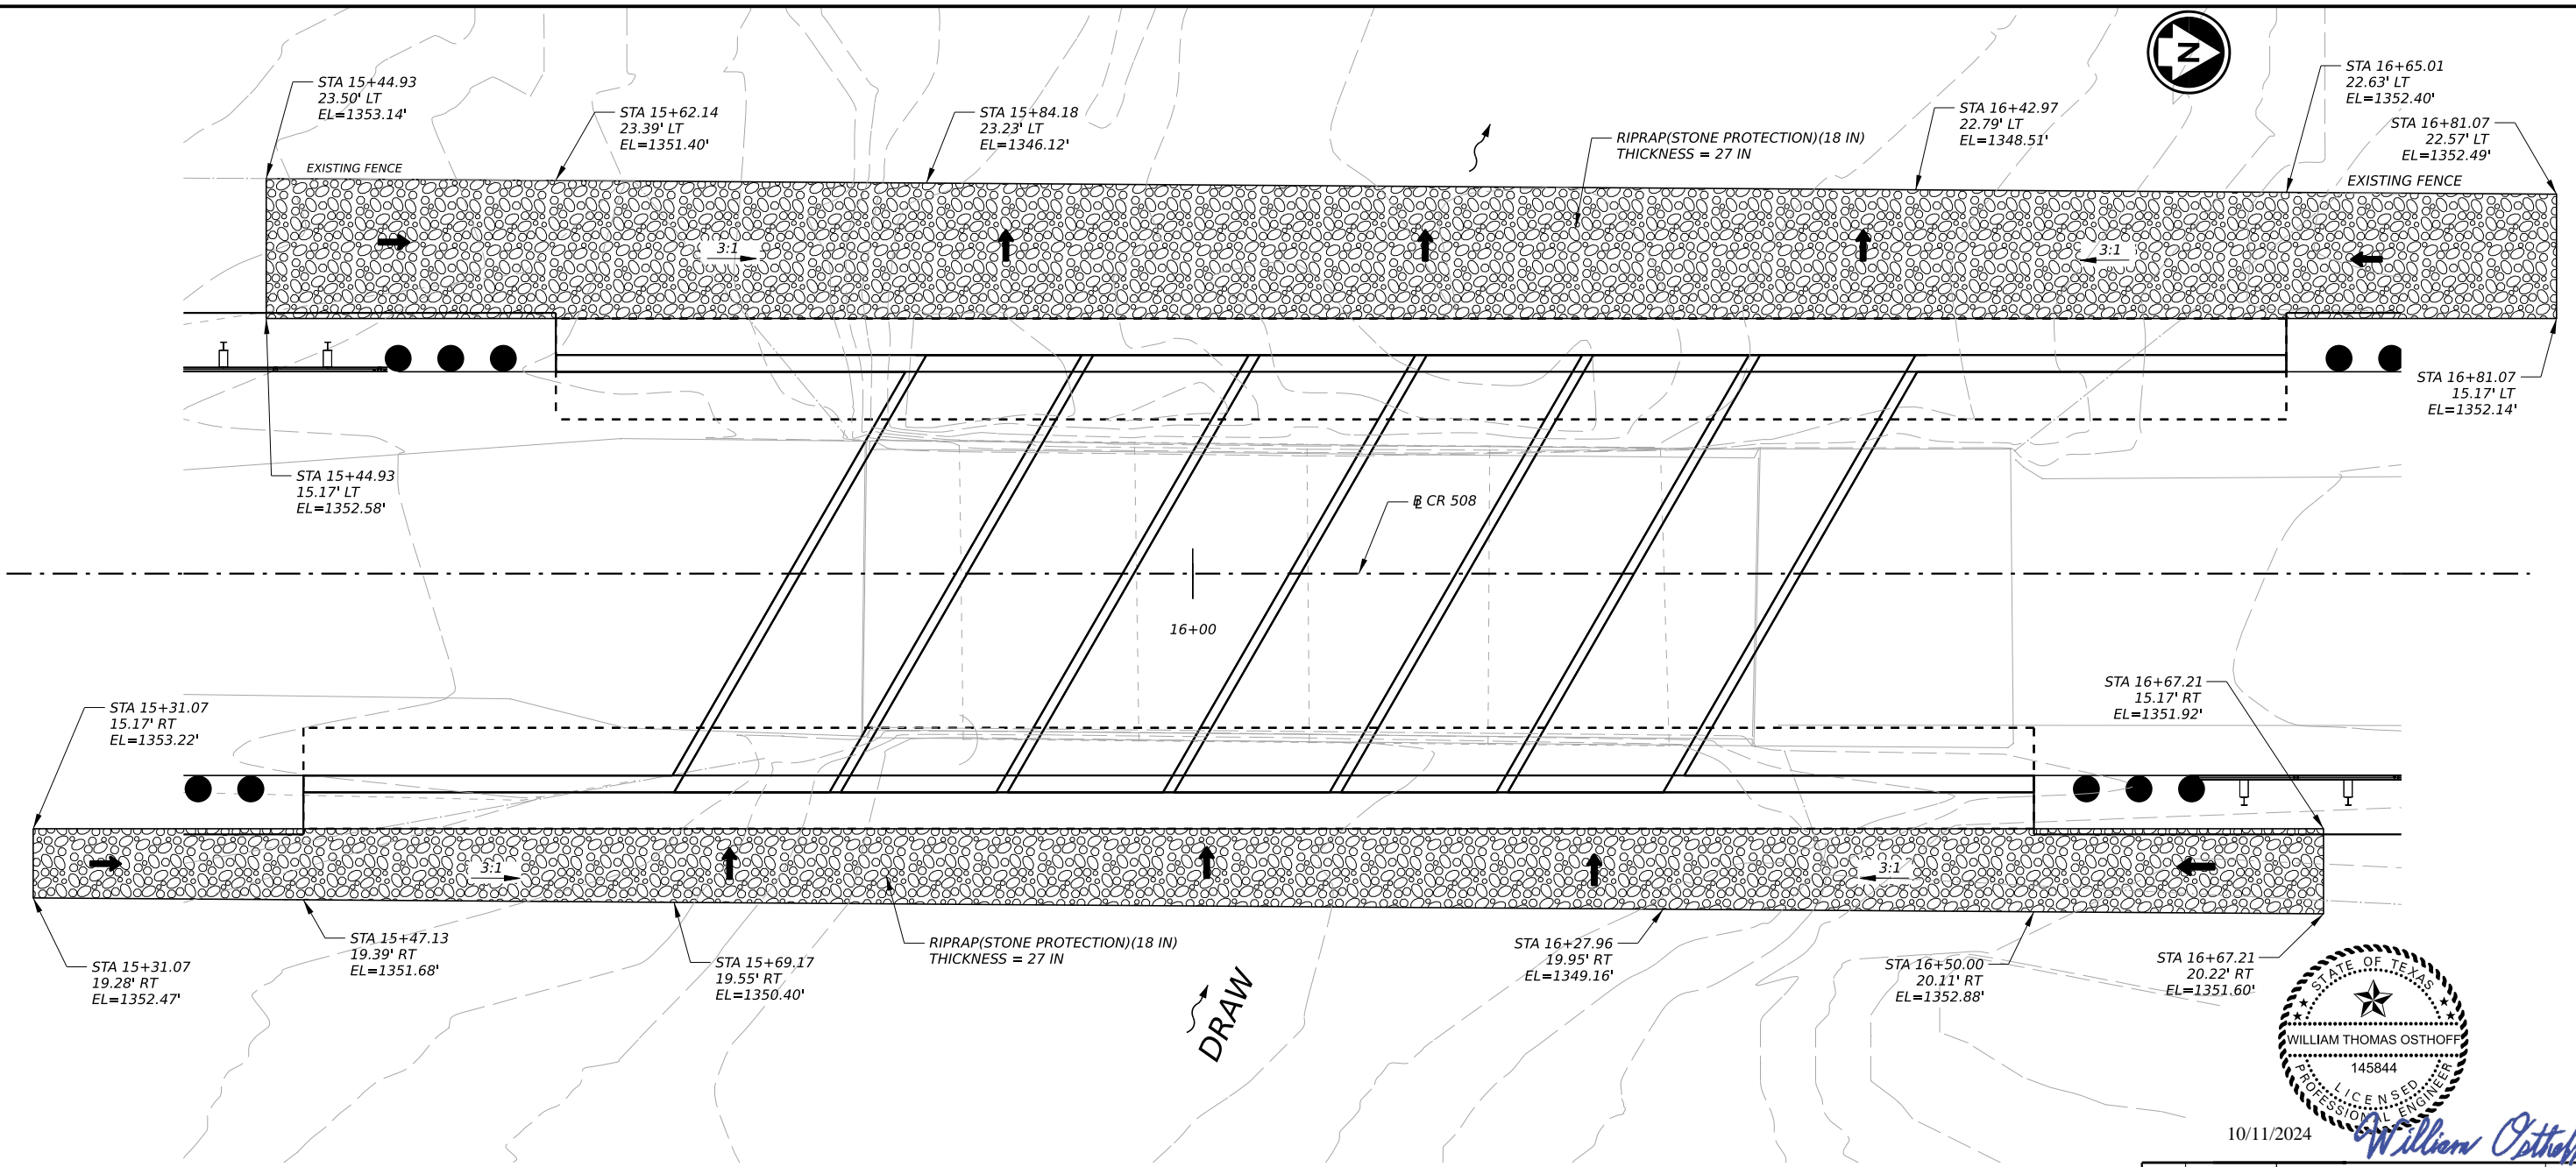 N
STA 15+44.93
23.50' LT
EL=1353.14'
STA 15+62.14
23.39' LT
EL=1351.40'
STA 15+84.18
23.23' LT
EL=1346.12'
RIPRAP(STONE PROTECTION)(18 IN)
THICKNESS = 27 IN
STA 16+42.97
22.79' LT
EL=1348.51'
STA 16+65.01
22.63' LT
EL=1352.40'
STA 16+81.07
22.57' LT
EL=1352.49'
EXISTING FENCE
EXISTING FENCE
3:1
3:1
STA 16+81.07
15.17' LT
EL=1352.14'
STA 15+44.93
15.17' LT
EL=1352.58'
BL CR 508
16+00
STA 15+31.07
15.17' RT
EL=1353.22'
STA 16+67.21
15.17' RT
EL=1351.92'
3:1
3:1
STA 15+31.07
19.28' RT
EL=1352.47'
STA 15+47.13
19.39' RT
EL=1351.68'
STA 15+69.17
19.55' RT
EL=1350.40'
RIPRAP(STONE PROTECTION)(18 IN)
THICKNESS = 27 IN
DRAW
STA 16+27.96
19.95' RT
EL=1349.16'
STA 16+50.00
20.11' RT
EL=1352.88'
STA 16+67.21
20.22' RT
EL=1351.60'
STATE OF TEXAS
WILLIAM THOMAS OSTHOFF
145844
LICENSED
PROFESSIONAL ENGINEER
10/11/2024
William Osthoff